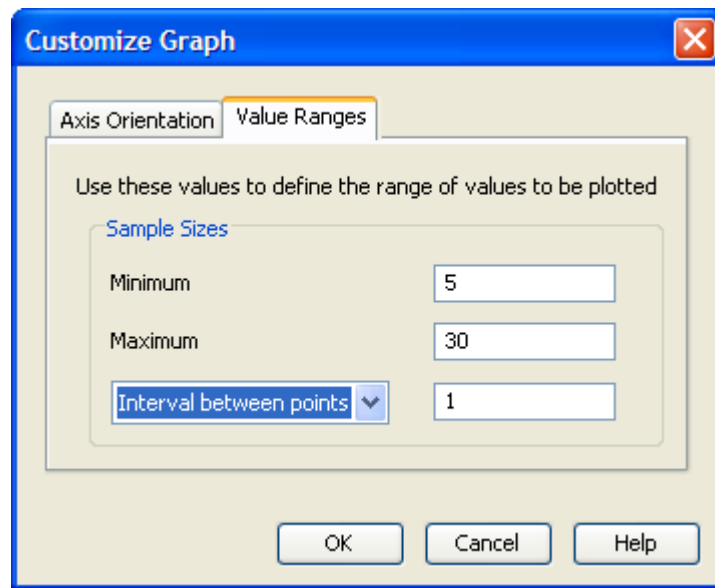 Customize Graph
Axis Orientation Value Ranges
Use these values to define the range of values to be plotted
Sample Sizes
Minimum 5
Maximum 30
Interval between points 1
OK Cancel Help